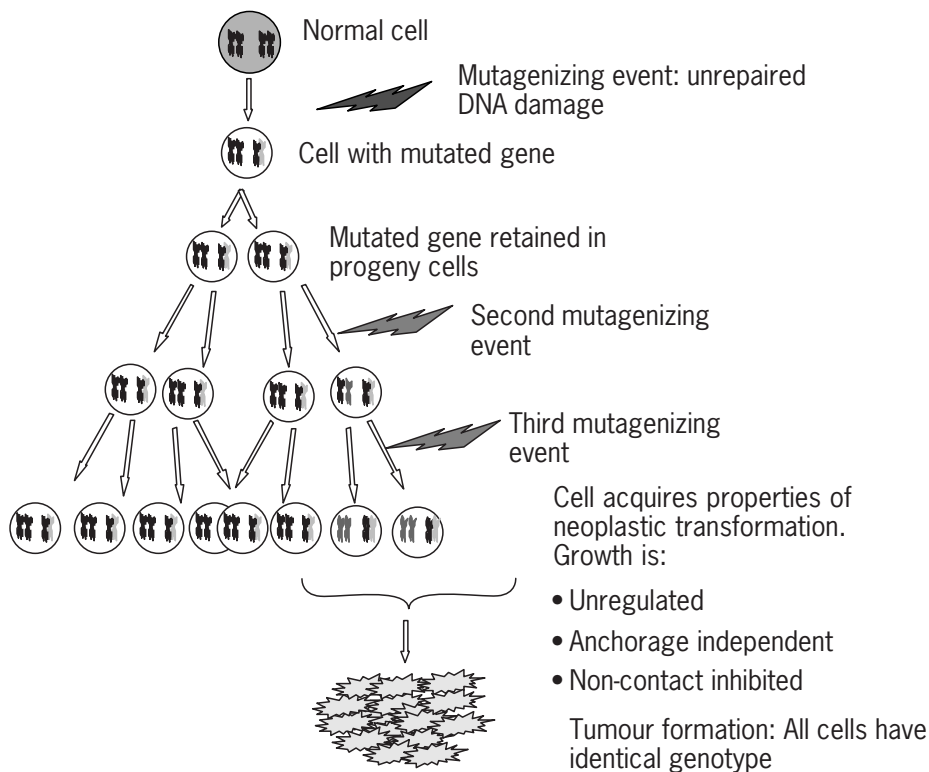 Normal cell
Mutagenizing event: unrepaired
DNA damage
Cell with mutated gene
Mutated gene retained in
progeny cells
Second mutagenizing
event
Third mutagenizing
event
Cell acquires properties of
neoplastic transformation.
Growth is:
• Unregulated
• Anchorage independent
• Non-contact inhibited
Tumour formation: All cells have
identical genotype